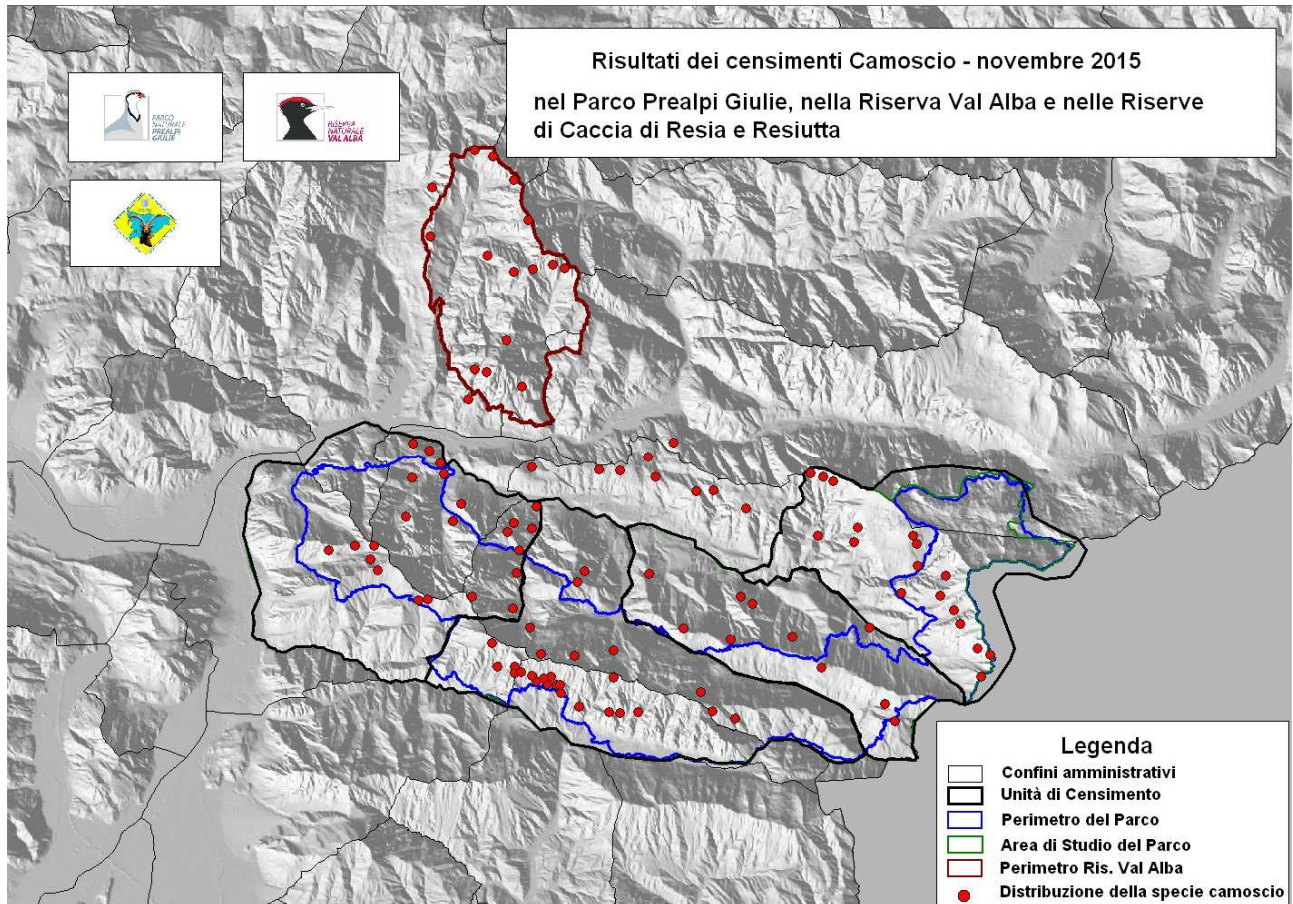 Risultati dei censimenti Camoscio - novembre 2015
nel Parco Prealpi Giulie, nella Riserva Val Alba e nelle Riserve
di Caccia di Resia e Resiutta
PARCO
NATURALE
PREALPI
GIULIE
RISERVA
NATURALE
VAL ALBA
Legenda
Confini amministrativi
Unità di Censimento
Perimetro del Parco
Area di Studio del Parco
Perimetro Ris. Val Alba
Distribuzione della specie camoscio